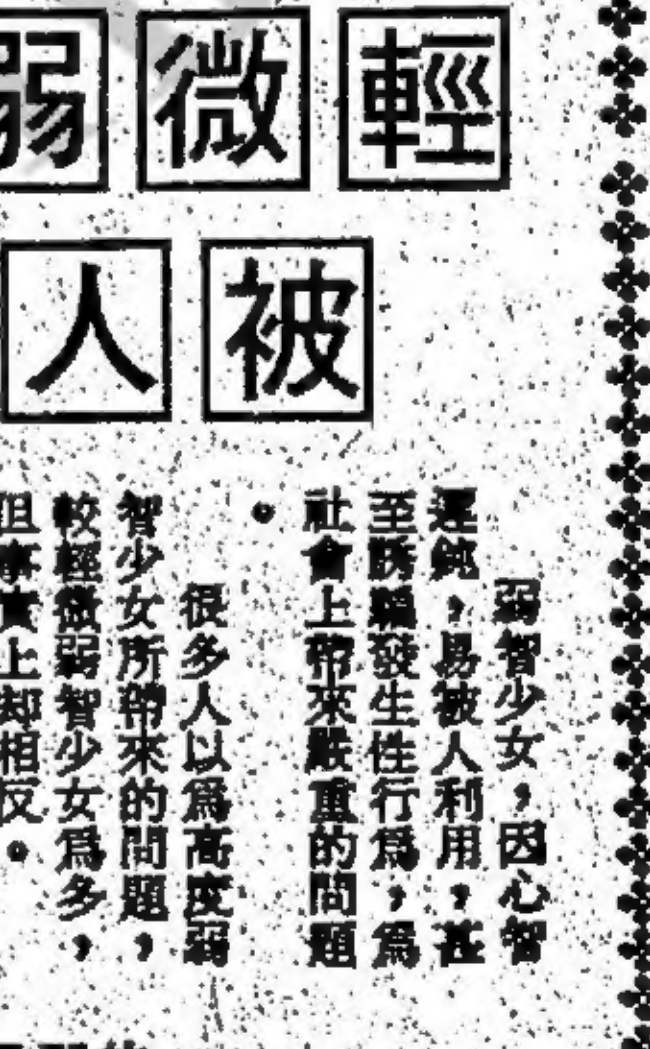 輕微弱
被人
弱智少女，因心智
遲鈍，易被人利用，甚
至誘騙發生性行為，為
社會上帶來嚴重的問題
。
很多人以為高度弱
智少女所帶來的問題，
較輕微弱智少女為多，
但事實上却相反。